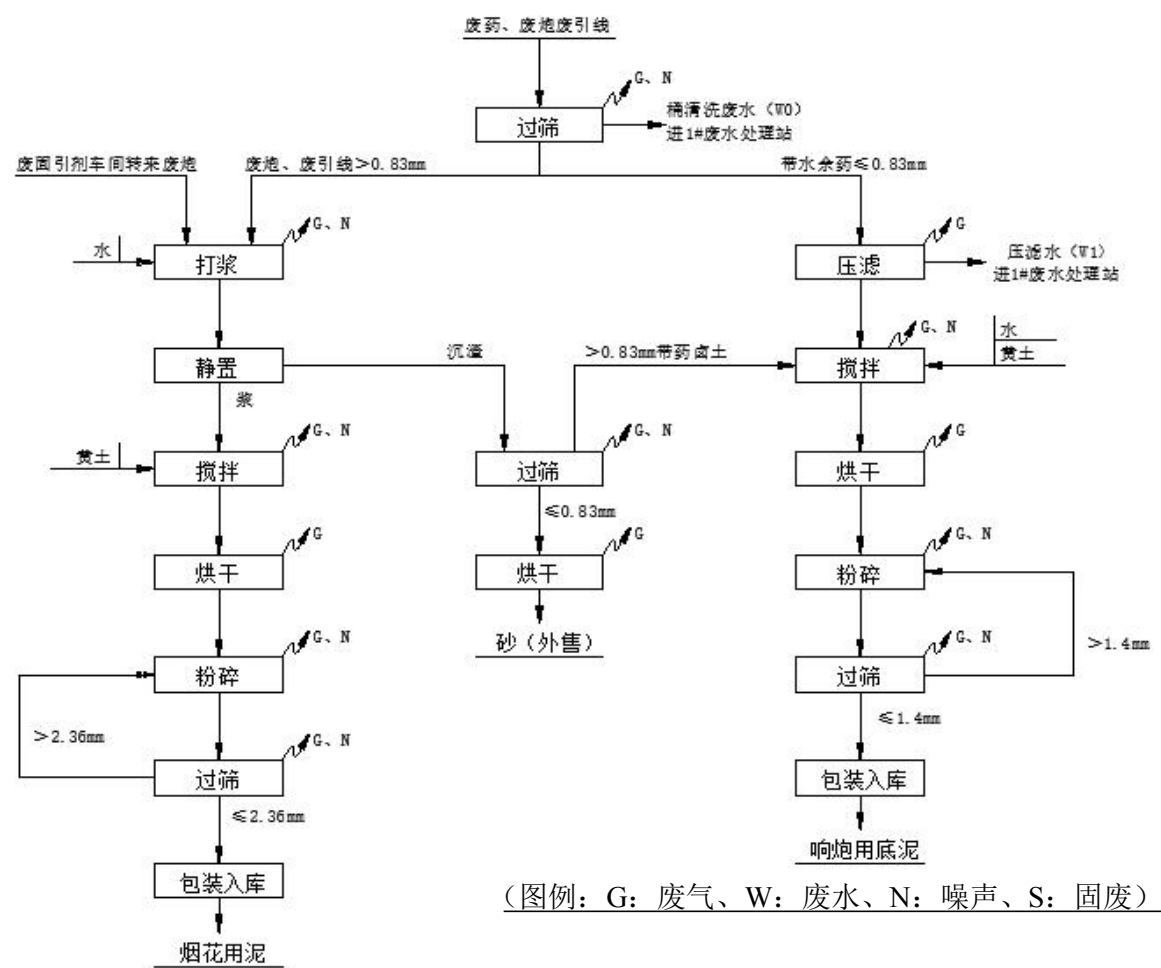 废药、废炮废引线
G、N
过筛
桶清洗废水（W0）
进1#废水处理站
废固引剂车间转来废炮
废炮、废引线＞0.83mm
带水余药≤0.83mm
水
打浆
G、N
压滤
G
压滤水（W1）
进1#废水处理站
静置
沉渣
＞0.83mm带药卤土
搅拌
G、N
水
黄土
浆
黄土
搅拌
G、N
过筛
G、N
烘干
G
≤0.83mm
烘干
G
烘干
G
粉碎
G、N
砂（外售）
粉碎
G、N
过筛
G、N
＞1.4mm
＞2.36mm
≤1.4mm
过筛
G、N
包装入库
≤2.36mm
响炮用底泥
包装入库
（图例：G：废气、W：废水、N：噪声、S：固废）
烟花用泥